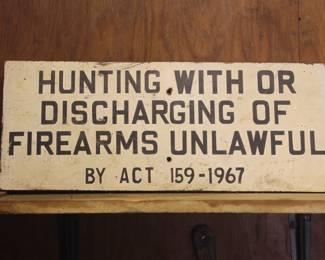 HUNTING WITH OR
DISCHARGING OF
FIREARMS UNLAWFUL
BY ACT 159-1967